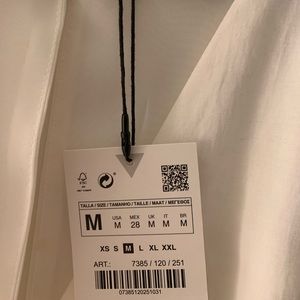 FSC
TALLA / SIZE / TAMANHO / TAILLE / MAAT / ΜΕΓΕΘΟΣ
M
USA MEX UK IT BR
M 28 M M M
XS S M L XL XXL
ART.: 7385 / 120 / 251
07385120251031